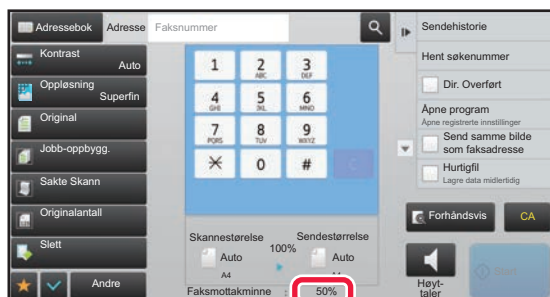 Adressebok
Adresse
Faksnummer
Kontrast
Auto
Oppløsning
Superfin
Original
Jobb-oppbygg.
Sakte Skann
Originalantall
Slett
Andre
1
2
ABC
3
DEF
4
GHI
5
JKL
6
MNO
7
PQRS
8
TUV
9
WXYZ
0
#
C
Skannestørelse
100%
Sendestørrelse
Auto
A4
Auto
A4
Faksmottakminne : 50%
Sendehistorie
Hent søkenummer
Dir. Overført
Åpne program
Åpne registrerte innstillinger
Send samme bilde
som faksadresse
Hurtigfil
Lagre data midlertidig
Forhåndsvis
CA
Høyt-
taler
Start